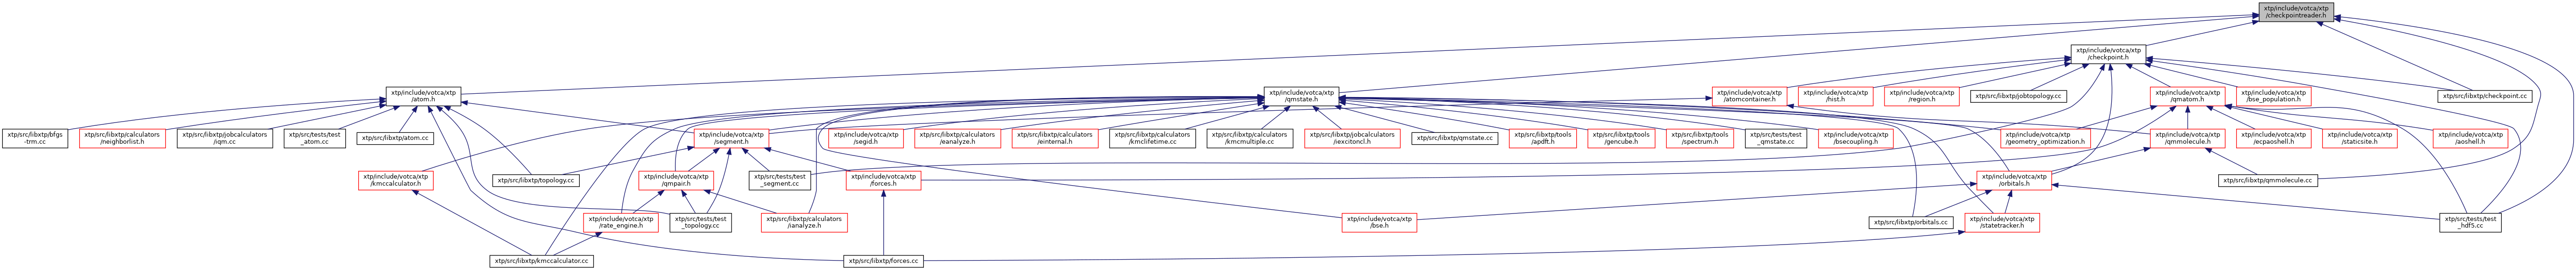 xtp/include/votca/xtp
/checkpointreader.h
xtp/include/votca/xtp
/checkpoint.h
xtp/include/votca/xtp
/atom.h
xtp/include/votca/xtp
/qmstate.h
xtp/include/votca/xtp
/atomcontainer.h
xtp/include/votca/xtp
/hist.h
xtp/include/votca/xtp
/region.h
xtp/src/libxtp/jobtopology.cc
xtp/include/votca/xtp
/qmatom.h
xtp/include/votca/xtp
/bse_population.h
xtp/src/libxtp/checkpoint.cc
xtp/src/libxtp/bfgs
-trm.cc
xtp/src/libxtp/calculators
/neighborlist.h
xtp/src/libxtp/jobcalculators
/iqm.cc
xtp/src/tests/test
_atom.cc
xtp/src/libxtp/atom.cc
xtp/include/votca/xtp
/segment.h
xtp/include/votca/xtp
/segid.h
xtp/src/libxtp/calculators
/eanalyze.h
xtp/src/libxtp/calculators
/einternal.h
xtp/src/libxtp/calculators
/kmclifetime.cc
xtp/src/libxtp/calculators
/kmcmultiple.cc
xtp/src/libxtp/jobcalculators
/iexcitoncl.h
xtp/src/libxtp/qmstate.cc
xtp/src/libxtp/tools
/apdft.h
xtp/src/libxtp/tools
/gencube.h
xtp/src/libxtp/tools
/spectrum.h
xtp/src/tests/test
_qmstate.cc
xtp/include/votca/xtp
/bsecoupling.h
xtp/include/votca/xtp
/geometry_optimization.h
xtp/include/votca/xtp
/qmmolecule.h
xtp/include/votca/xtp
/ecpaoshell.h
xtp/include/votca/xtp
/staticsite.h
xtp/include/votca/xtp
/aoshell.h
xtp/include/votca/xtp
/kmccalculator.h
xtp/src/libxtp/topology.cc
xtp/include/votca/xtp
/qmpair.h
xtp/src/tests/test
_segment.cc
xtp/include/votca/xtp
/forces.h
xtp/include/votca/xtp
/orbitals.h
xtp/src/libxtp/qmmolecule.cc
xtp/include/votca/xtp
/rate_engine.h
xtp/src/tests/test
_topology.cc
xtp/src/libxtp/calculators
/ianalyze.h
xtp/include/votca/xtp
/bse.h
xtp/src/libxtp/orbitals.cc
xtp/include/votca/xtp
/statetracker.h
xtp/src/tests/test
_hdf5.cc
xtp/src/libxtp/kmccalculator.cc
xtp/src/libxtp/forces.cc